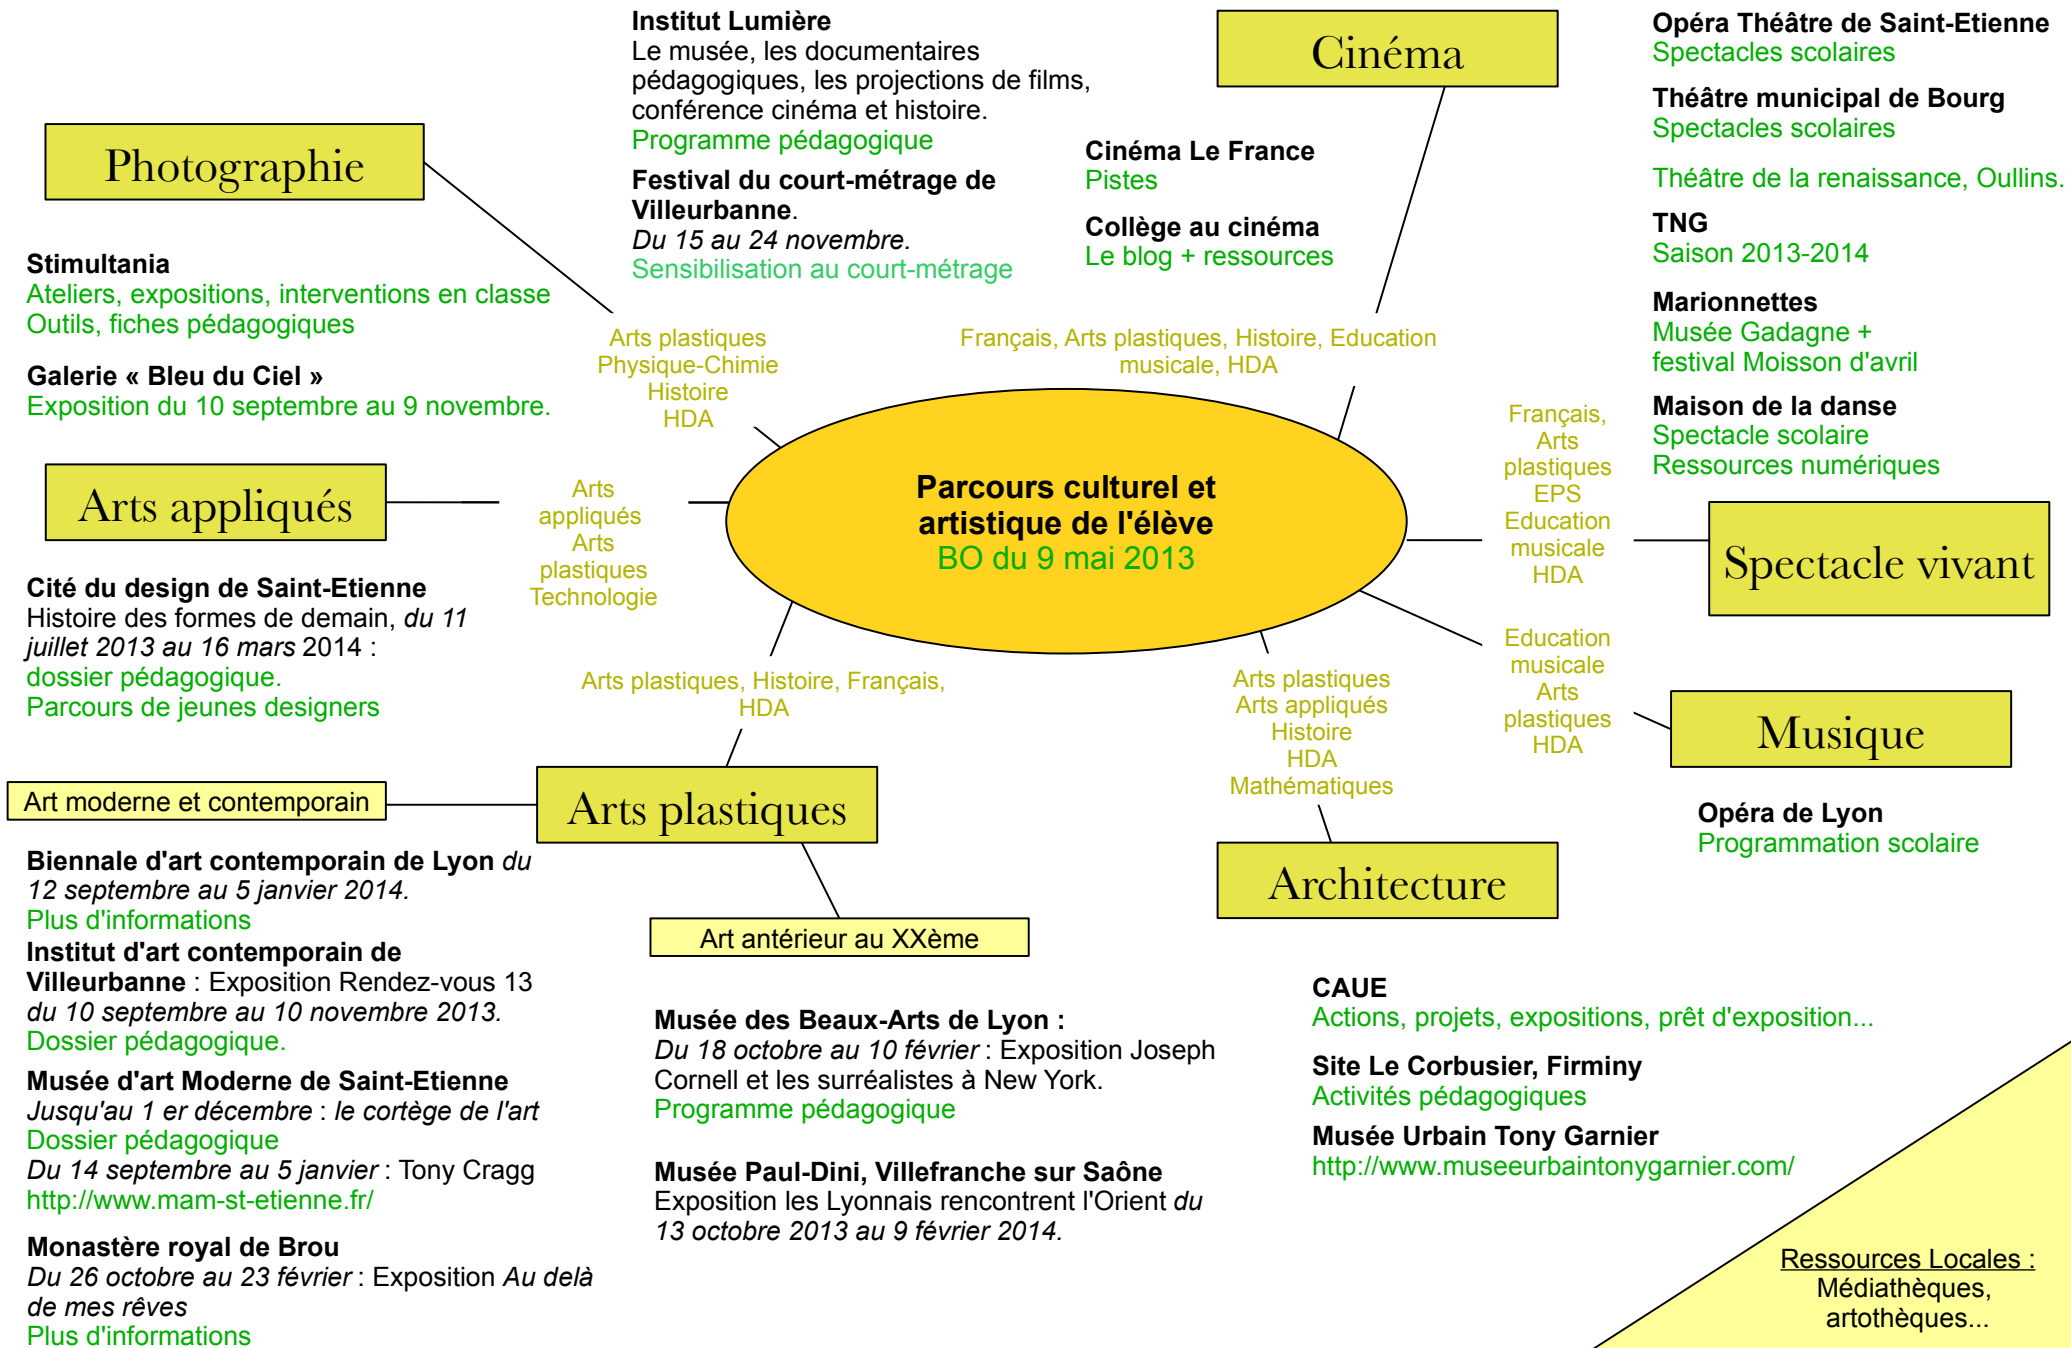 Institut Lumière
Le musée, les documentaires
pédagogiques, les projections de films,
conférence cinéma et histoire.
Programme pédagogique
Festival du court-métrage de
Villeurbanne.
Du 15 au 24 novembre.
Sensibilisation au court-métrage
Cinéma
Cinéma Le France
Pistes
Collège au cinéma
Le blog + ressources
Français, Arts plastiques, Histoire, Education
musicale, HDA
Opéra Théâtre de Saint-Etienne
Spectacles scolaires
Théâtre municipal de Bourg
Spectacles scolaires
Théâtre de la renaissance, Oullins.
TNG
Saison 2013-2014
Marionnettes
Musée Gadagne +
festival Moisson d'avril
Maison de la danse
Spectacle scolaire
Ressources numériques
Photographie
Stimultania
Ateliers, expositions, interventions en classe
Outils, fiches pédagogiques
Galerie « Bleu du Ciel »
Exposition du 10 septembre au 9 novembre.
Arts plastiques
Physique-Chimie
Histoire
HDA
Arts appliqués
Arts
appliqués
Arts
plastiques
Technologie
Parcours culturel et
artistique de l'élève
BO du 9 mai 2013
Français,
Arts
plastiques
EPS
Education
musicale
HDA
Spectacle vivant
Cité du design de Saint-Etienne
Histoire des formes de demain, du 11
juillet 2013 au 16 mars 2014 :
dossier pédagogique.
Parcours de jeunes designers
Arts plastiques, Histoire, Français,
HDA
Arts plastiques
Arts appliqués
Histoire
HDA
Mathématiques
Education
musicale
Arts
plastiques
HDA
Musique
Opéra de Lyon
Programmation scolaire
Art moderne et contemporain
Arts plastiques
Architecture
Biennale d'art contemporain de Lyon du
12 septembre au 5 janvier 2014.
Plus d'informations
Institut d'art contemporain de
Villeurbanne : Exposition Rendez-vous 13
du 10 septembre au 10 novembre 2013.
Dossier pédagogique.
Musée d'art Moderne de Saint-Etienne
Jusqu'au 1 er décembre : le cortège de l'art
Dossier pédagogique
Du 14 septembre au 5 janvier : Tony Cragg
http://www.mam-st-etienne.fr/
Monastère royal de Brou
Du 26 octobre au 23 février : Exposition Au delà
de mes rêves
Plus d'informations
Art antérieur au XXème
Musée des Beaux-Arts de Lyon :
Du 18 octobre au 10 février : Exposition Joseph
Cornell et les surréalistes à New York.
Programme pédagogique
Musée Paul-Dini, Villefranche sur Saône
Exposition les Lyonnais rencontrent l'Orient du
13 octobre 2013 au 9 février 2014.
CAUE
Actions, projets, expositions, prêt d'exposition...
Site Le Corbusier, Firminy
Activités pédagogiques
Musée Urbain Tony Garnier
http://www.museeurbaintonygarnier.com/
Ressources Locales :
Médiathèques,
artothèques...